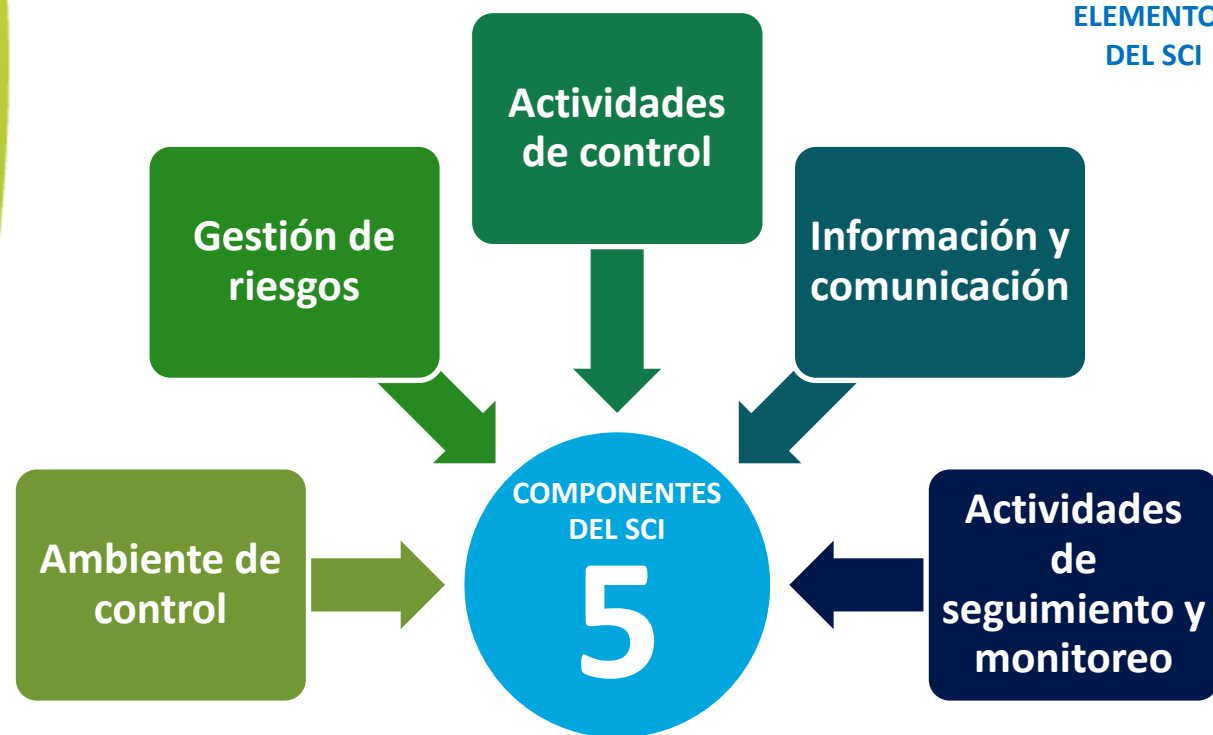 ELEMENTO
DEL SCI
Actividades
de control
Gestión de
riesgos
Información y
comunicación
Ambiente de
control
COMPONENTES
DEL SCI
5
Actividades
de
seguimiento y
monitoreo